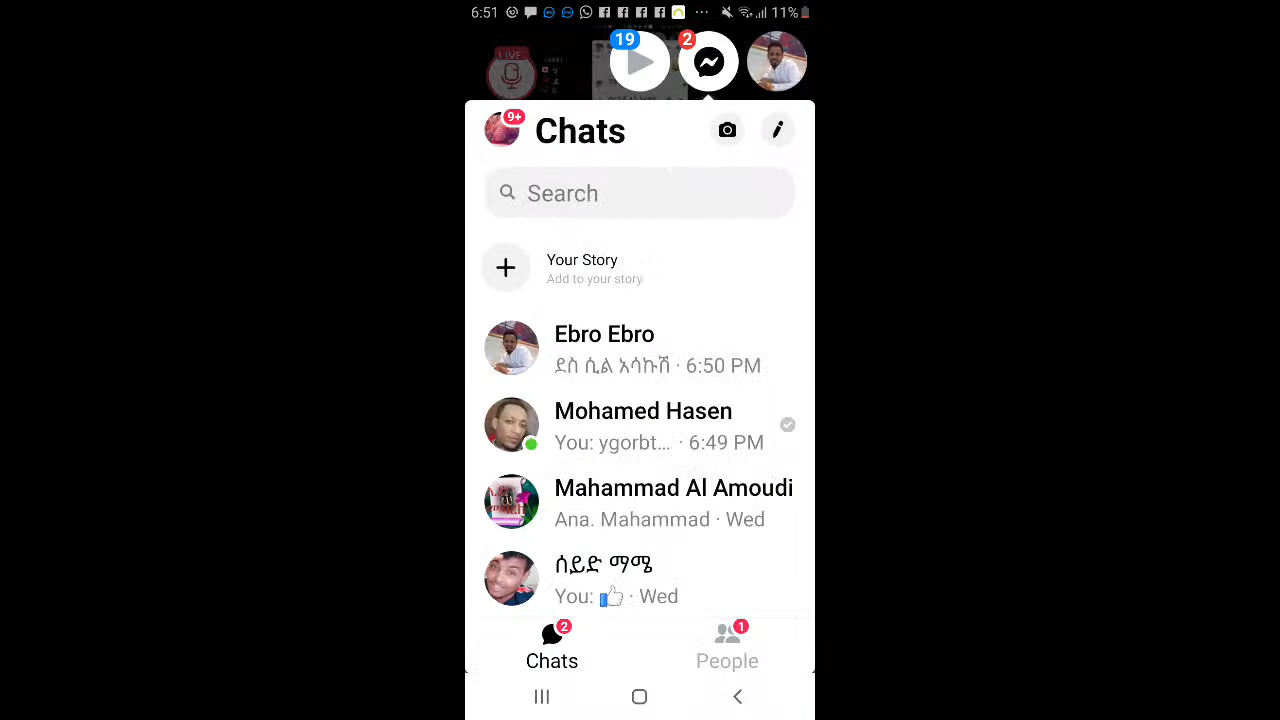 6:51
11%
LIVE
19
2
9+
Chats
Search
Your Story
Add to your story
Ebro Ebro
ደስ ሲል አሳኩሽ · 6:50 PM
Mohamed Hasen
You: ygorbt... · 6:49 PM
Mahammad Al Amoudi
Ana. Mahammad · Wed
ሰይድ ማሜ
You: 👍 · Wed
2
1
Chats
People